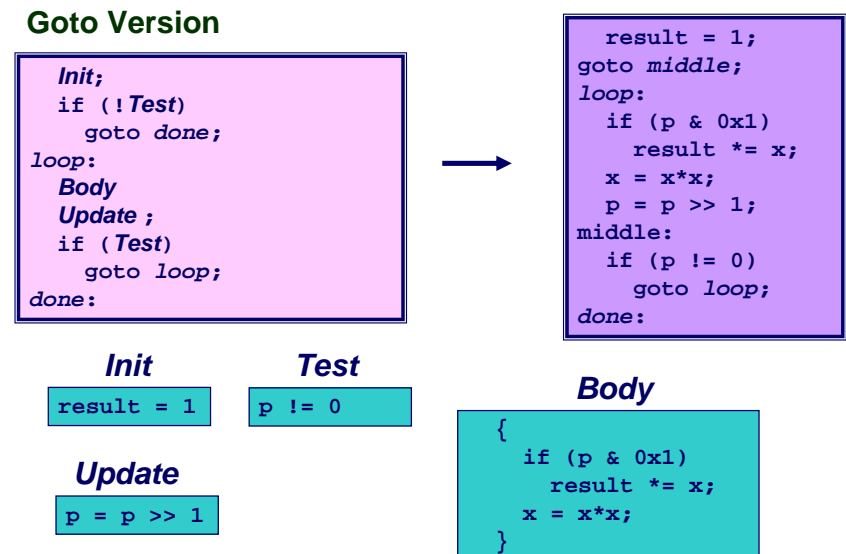 Goto Version
Init;
if (!Test)
goto done;
loop:
Body
Update ;
if (Test)
goto loop;
done:
result = 1;
goto middle;
loop:
if (p & 0x1)
result *= x;
x = x*x;
p = p >> 1;
middle:
if (p != 0)
goto loop;
done:
Init
result = 1
Test
p != 0
Update
p = p >> 1
Body
{
if (p & 0x1)
result *= x;
x = x*x;
}